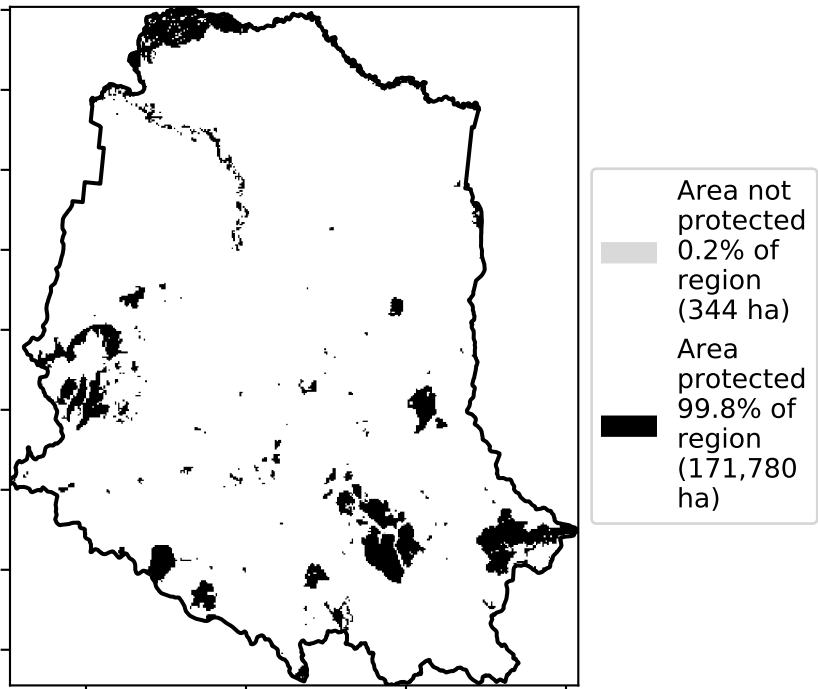 Area not
protected
0.2% of
region
(344 ha)
Area
protected
99.8% of
region
(171,780
ha)